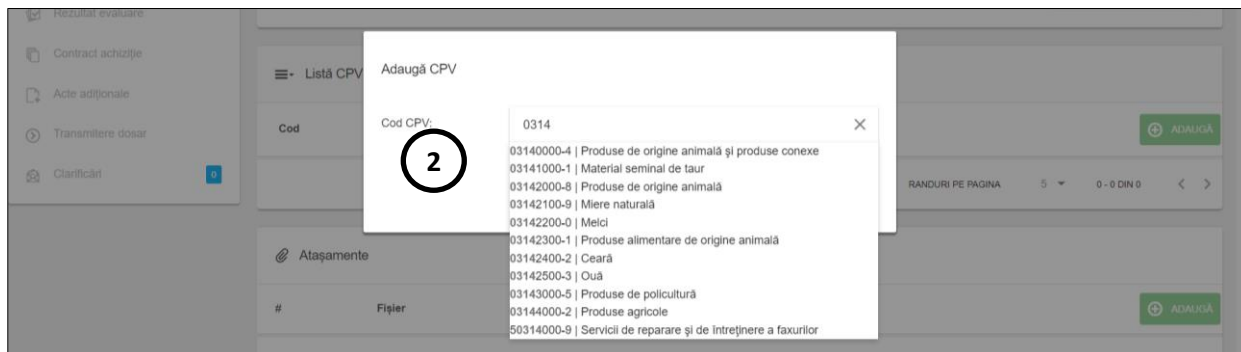 Rezultat evaluare
Contract achiziție
Acte adiționale
Transmitere dosar
Clarificări 0
Listă CPV
Cod
ADAUGĂ
RANDURI PE PAGINA 5 0 - 0 DIN 0
Atașamente
# Fișier
ADAUGĂ
Adaugă CPV
Cod CPV:
2
0314
03140000-4 | Produse de origine animală și produse conexe
03141000-1 | Material seminal de taur
03142000-8 | Produse de origine animală
03142100-9 | Miere naturală
03142200-0 | Melci
03142300-1 | Produse alimentare de origine animală
03142400-2 | Ceară
03142500-3 | Ouă
03143000-5 | Produse de policultură
03144000-2 | Produse agricole
50314000-9 | Servicii de reparare și de întreținere a faxurilor